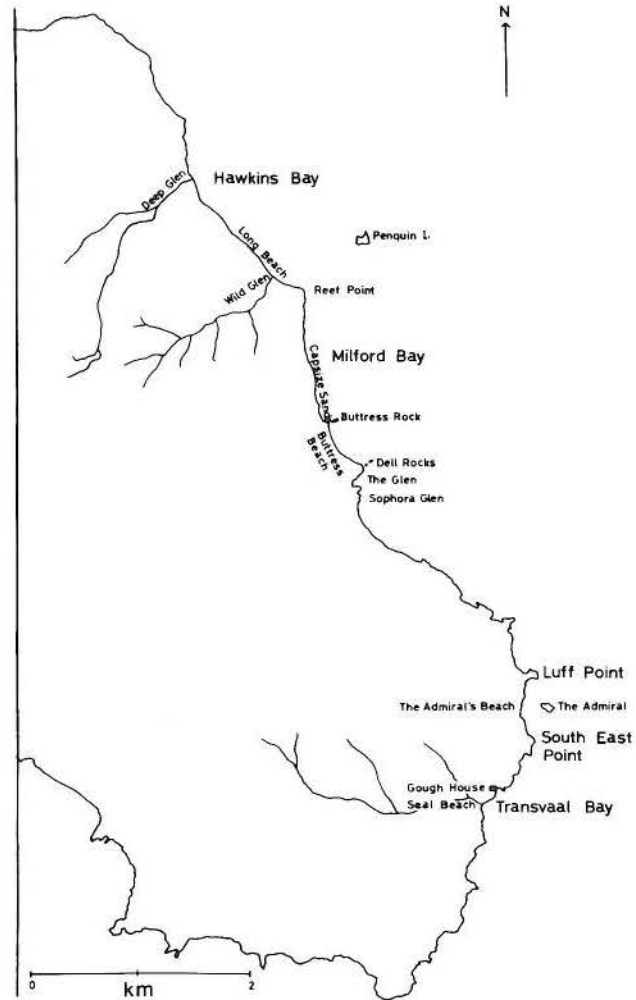 N
Hawkins Bay
Deep Glen
Penquin I.
Long Beach
Wild Glen
Reef Point
Milford Bay
Capsize Sand
Buttress Rock
Buttress
Beach
Dell Rocks
The Glen
Sophora Glen
Luff Point
The Admiral's Beach
The Admiral
South East
Point
Gough House
Seal Beach
Transvaal Bay
0
2
km